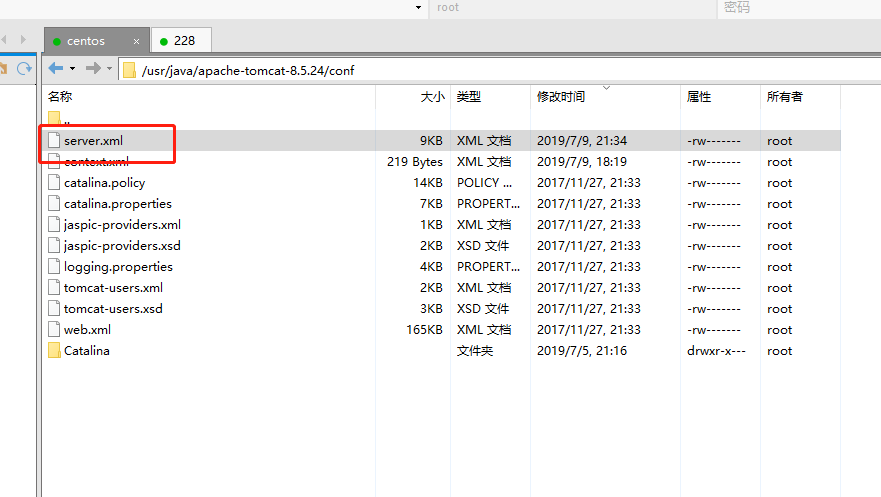 root 密码
centos × 228
/usr/java/apache-tomcat-8.5.24/conf
名称 大小 类型 修改时间 属性 所有者
..
server.xml 9KB XML 文档 2019/7/9, 21:34 -rw------- root
context.xml 219 Bytes XML 文档 2019/7/9, 18:19 -rw------- root
catalina.policy 14KB POLICY ... 2017/11/27, 21:33 -rw------- root
catalina.properties 7KB PROPERT... 2017/11/27, 21:33 -rw------- root
jaspic-providers.xml 1KB XML 文档 2017/11/27, 21:33 -rw------- root
jaspic-providers.xsd 2KB XSD 文件 2017/11/27, 21:33 -rw------- root
logging.properties 4KB PROPERT... 2017/11/27, 21:33 -rw------- root
tomcat-users.xml 2KB XML 文档 2017/11/27, 21:33 -rw------- root
tomcat-users.xsd 3KB XSD 文件 2017/11/27, 21:33 -rw------- root
web.xml 165KB XML 文档 2017/11/27, 21:33 -rw------- root
Catalina 文件夹 2019/7/5, 21:16 drwxr-x--- root